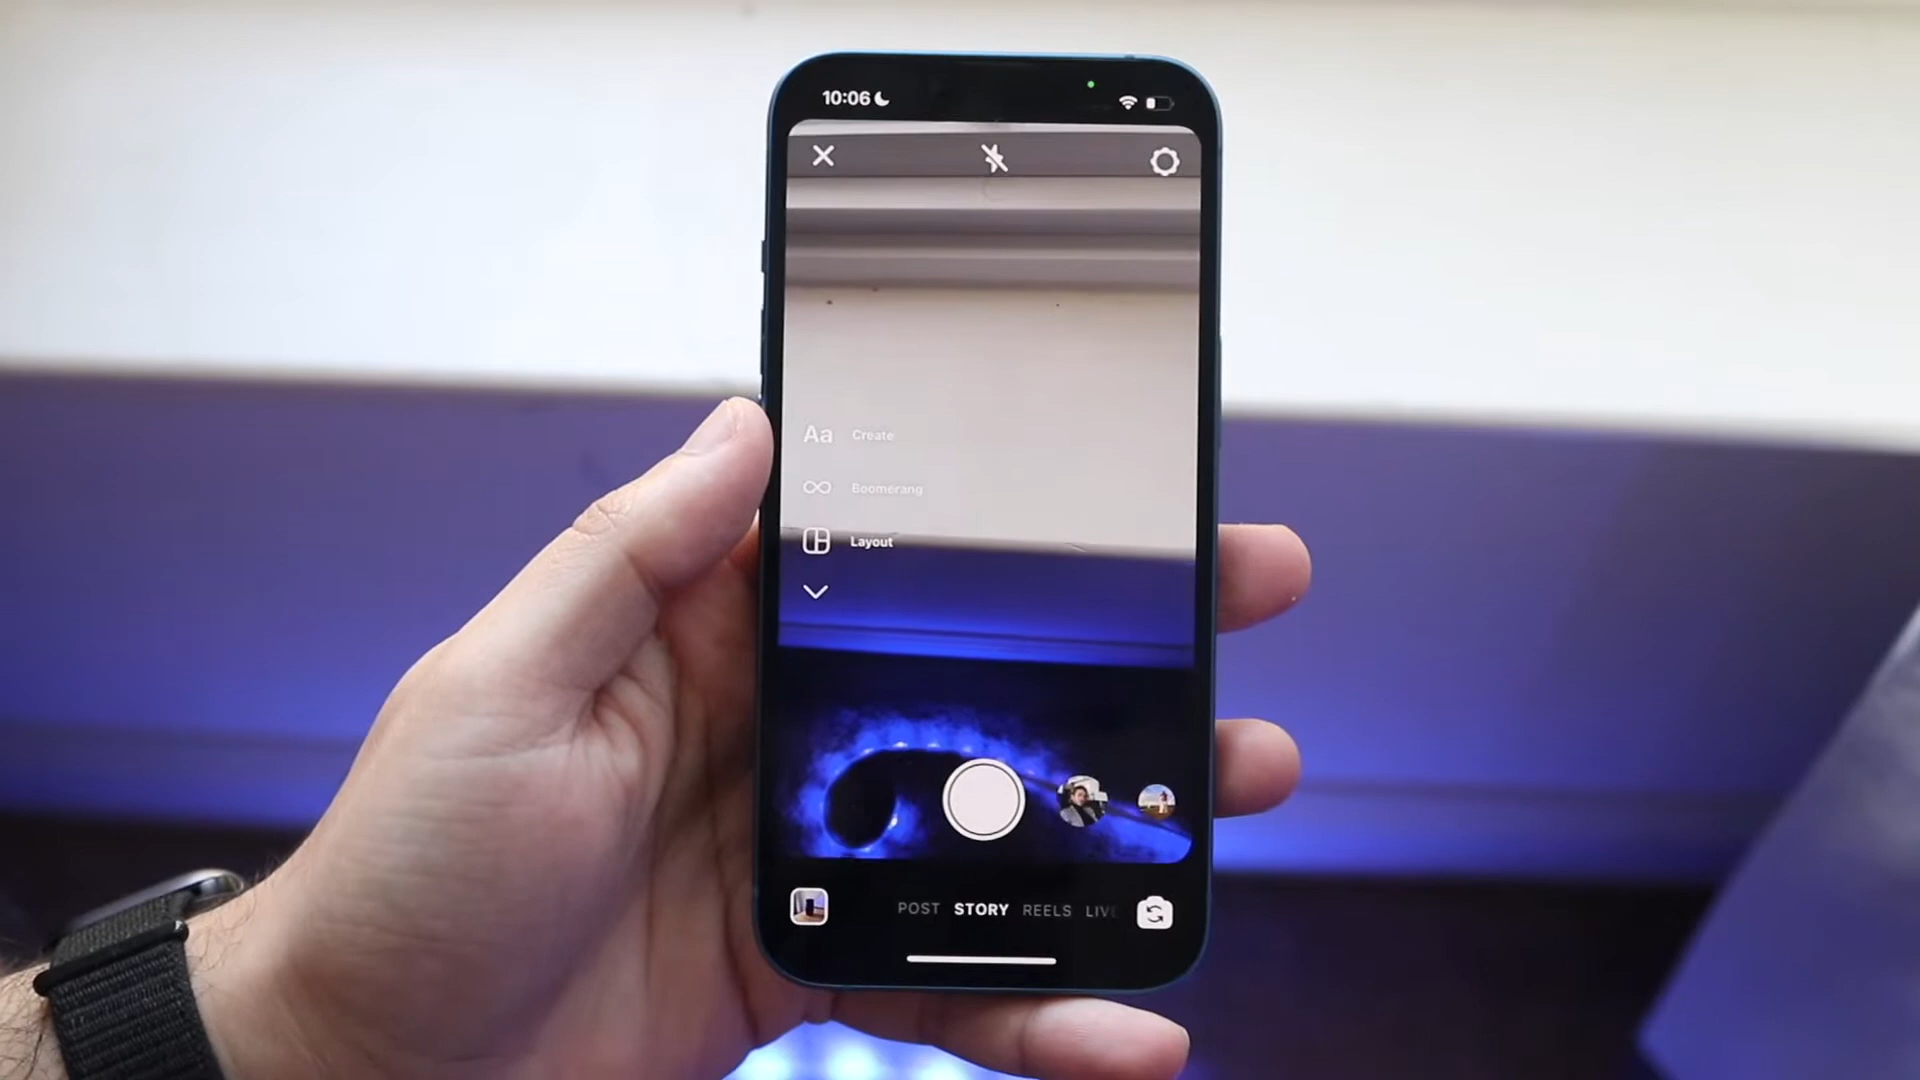 10:06
Aa Create
Boomerang
Layout
POST STORY REELS LIVE